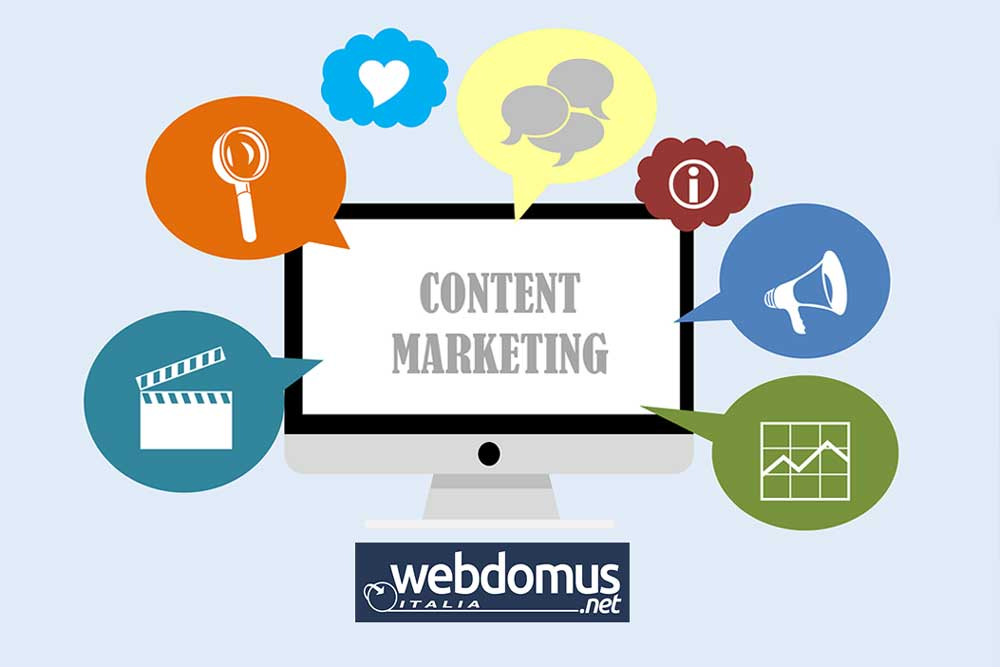 CONTENT
MARKETING
webdomus
ITALIA
.net